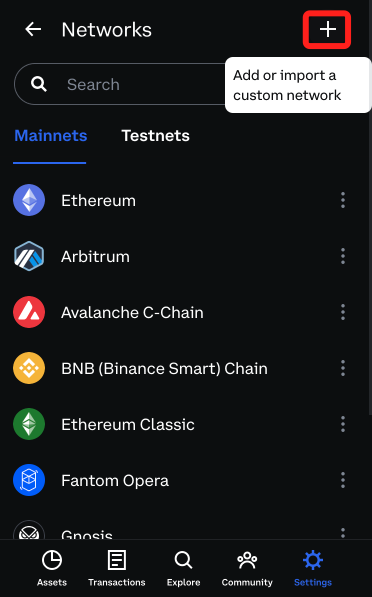 Networks
Add or import a
custom network
Search
Mainnets
Testnets
Ethereum
Arbitrum
Avalanche C-Chain
BNB (Binance Smart) Chain
Ethereum Classic
Fantom Opera
Gnosis
Assets
Transactions
Explore
Community
Settings